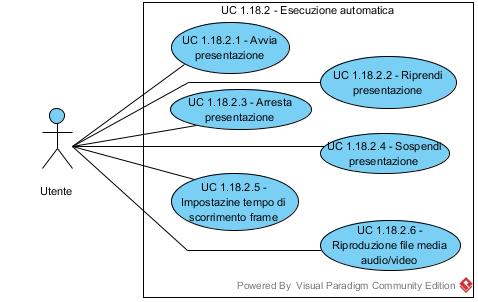 UC 1.18.2 - Esecuzione automatica
UC 1.18.2.1 - Avvia
presentazione
UC 1.18.2.2 - Riprendi
presentazione
UC 1.18.2.3 - Arresta
presentazione
Utente
UC 1.18.2.4 - Sospendi
presentazione
UC 1.18.2.5 -
Impostazine tempo di
scorrimento frame
UC 1.18.2.6 -
Riproduzione file media
audio/video
Powered By Visual Paradigm Community Edition